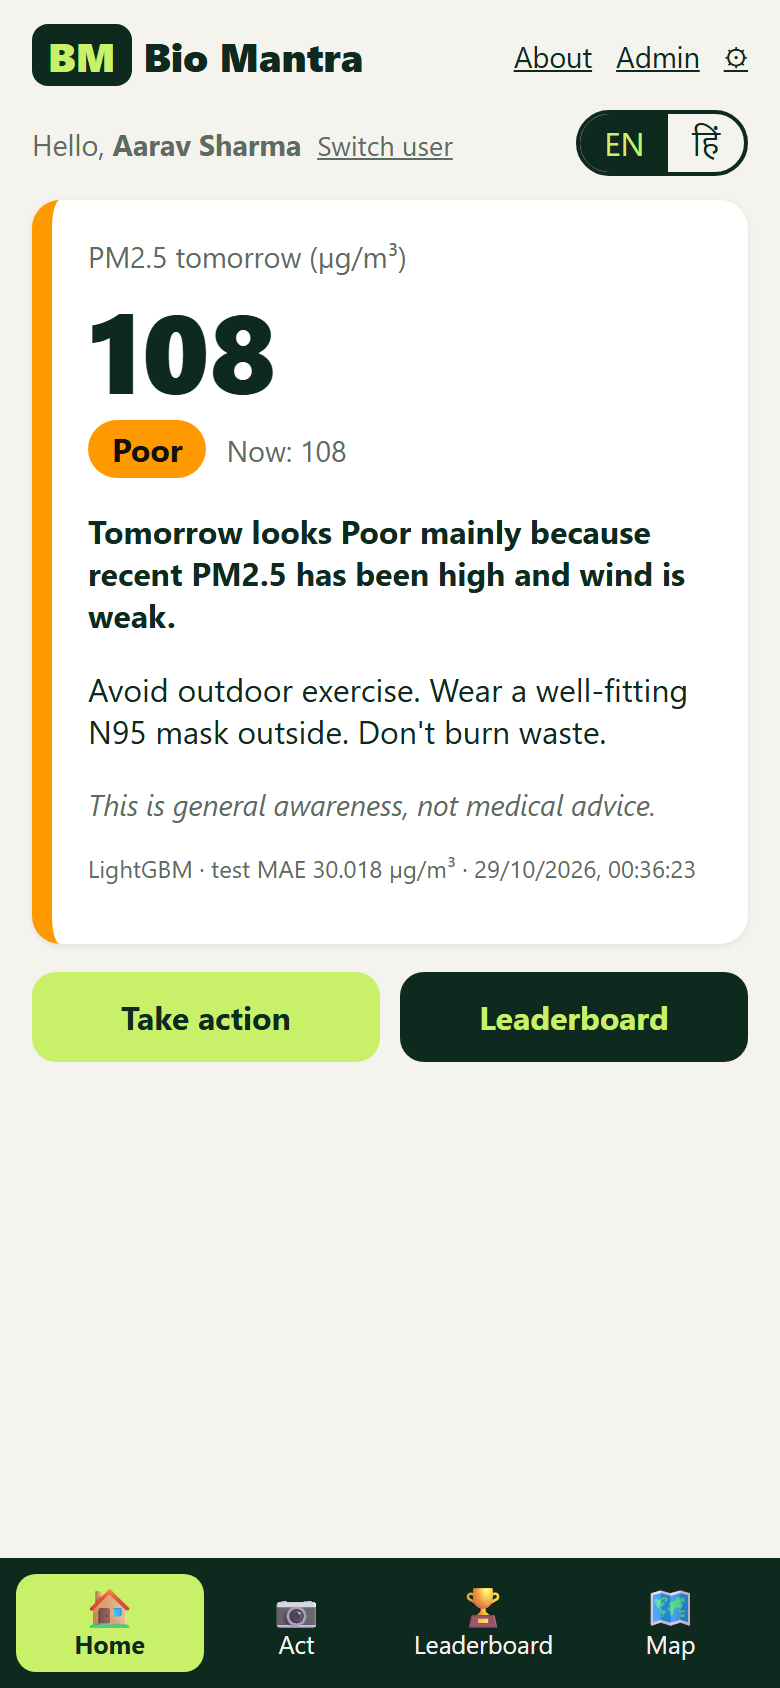 BM Bio Mantra About Admin ⚙
Hello, Aarav Sharma Switch user EN हिं
PM2.5 tomorrow (µg/m³)
108
Poor Now: 108
Tomorrow looks Poor mainly because
recent PM2.5 has been high and wind is
weak.
Avoid outdoor exercise. Wear a well-fitting
N95 mask outside. Don't burn waste.
This is general awareness, not medical advice.
LightGBM · test MAE 30.018 µg/m³ · 29/10/2026, 00:36:23
Take action Leaderboard
Home Act Leaderboard Map